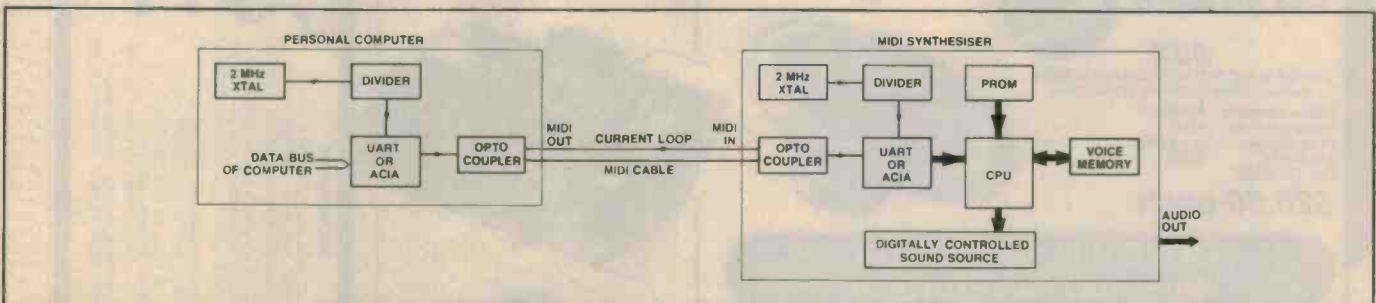 PERSONAL COMPUTER
2 MHz
XTAL
DIVIDER
DATA BUS
OF COMPUTER
UART
OR
ACIA
OPTO
COUPLER
MIDI
OUT
CURRENT LOOP
MIDI CABLE
MIDI
IN
MIDI SYNTHESISER
2 MHz
XTAL
DIVIDER
PROM
OPTO
COUPLER
UART
OR
ACIA
CPU
VOICE
MEMORY
DIGITALLY CONTROLLED
SOUND SOURCE
AUDIO
OUT